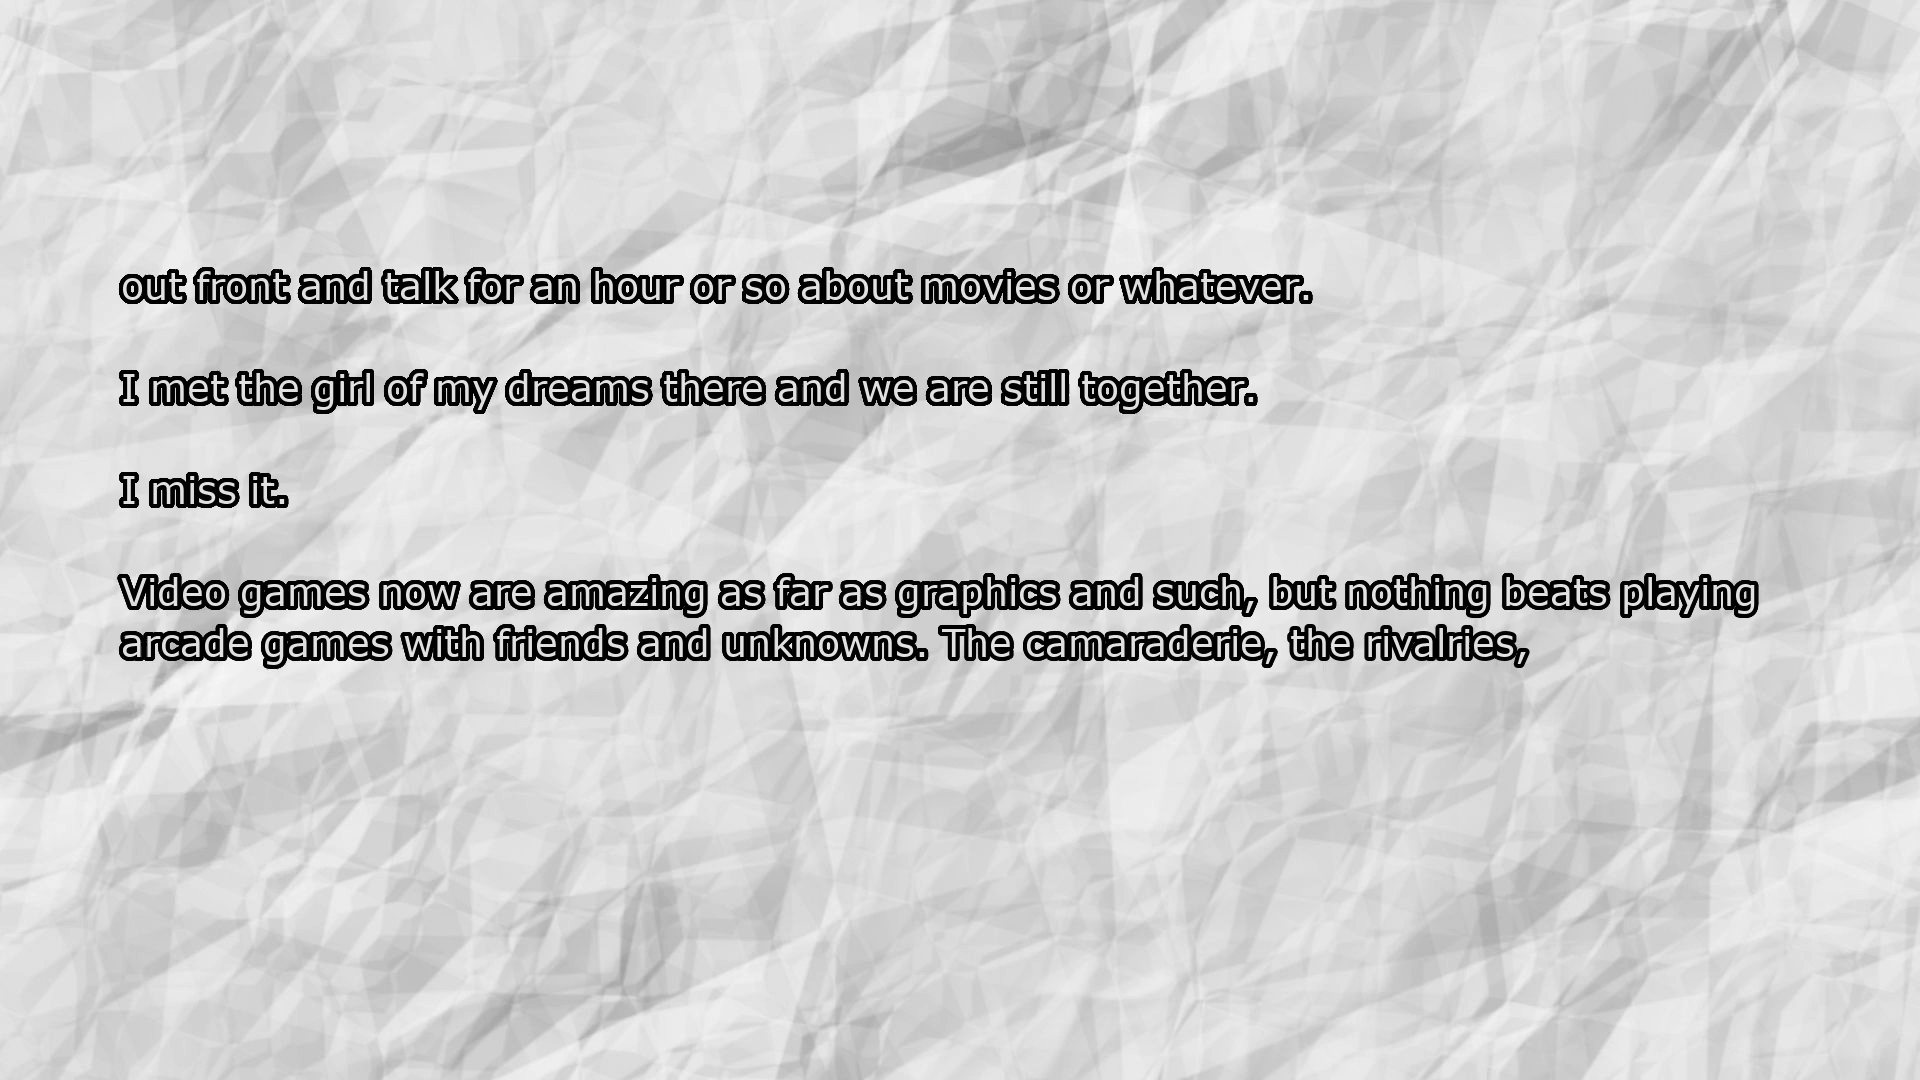 out front and talk for an hour or so about movies or whatever.
I met the girl of my dreams there and we are still together.
I miss it.
Video games now are amazing as far as graphics and such, but nothing beats playing
arcade games with friends and unknowns. The camaraderie, the rivalries,